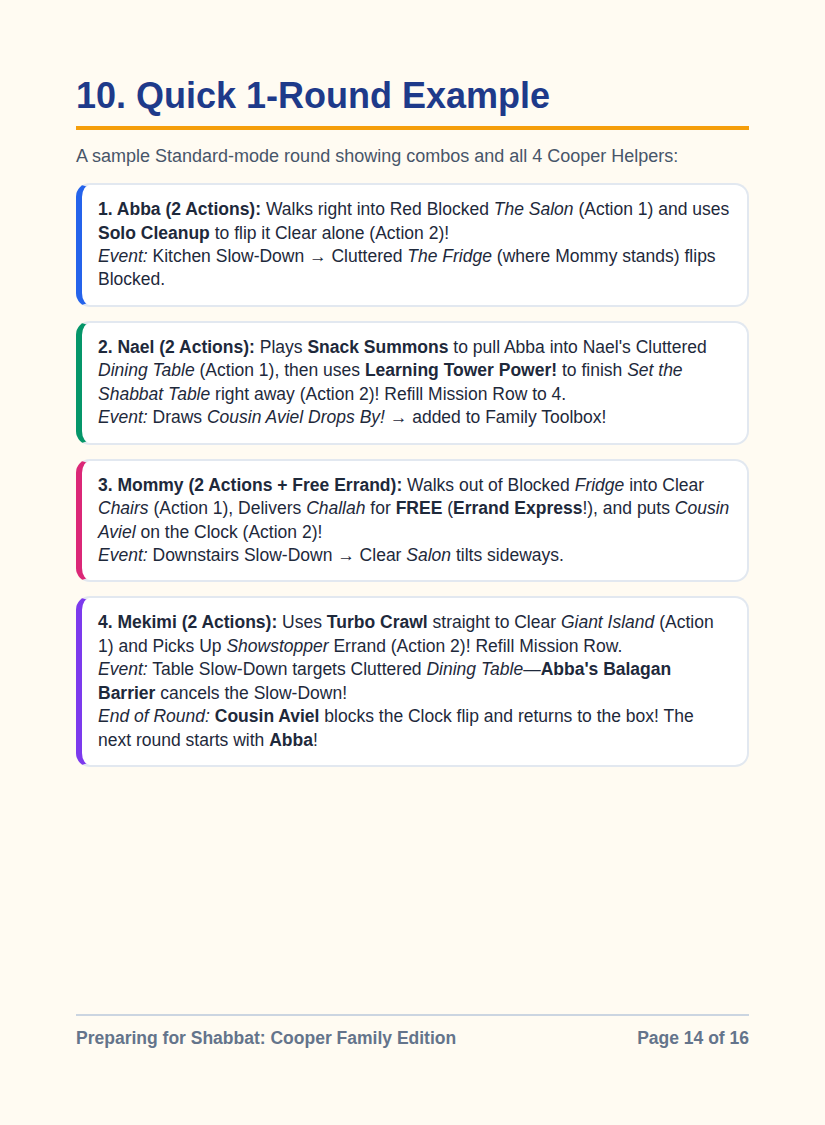 10. Quick 1-Round Example
A sample Standard-mode round showing combos and all 4 Cooper Helpers:
1. Abba (2 Actions): Walks right into Red Blocked The Salon (Action 1) and uses
Solo Cleanup to flip it Clear alone (Action 2)!
Event: Kitchen Slow-Down → Cluttered The Fridge (where Mommy stands) flips
Blocked.
2. Nael (2 Actions): Plays Snack Summons to pull Abba into Nael's Cluttered
Dining Table (Action 1), then uses Learning Tower Power! to finish Set the
Shabbat Table right away (Action 2)! Refill Mission Row to 4.
Event: Draws Cousin Aviel Drops By! → added to Family Toolbox!
3. Mommy (2 Actions + Free Errand): Walks out of Blocked Fridge into Clear
Chairs (Action 1), Delivers Challah for FREE (Errand Express!), and puts Cousin
Aviel on the Clock (Action 2)!
Event: Downstairs Slow-Down → Clear Salon tilts sideways.
4. Mekimi (2 Actions): Uses Turbo Crawl straight to Clear Giant Island (Action
1) and Picks Up Showstopper Errand (Action 2)! Refill Mission Row.
Event: Table Slow-Down targets Cluttered Dining Table—Abba's Balagan
Barrier cancels the Slow-Down!
End of Round: Cousin Aviel blocks the Clock flip and returns to the box! The
next round starts with Abba!
Preparing for Shabbat: Cooper Family Edition
Page 14 of 16